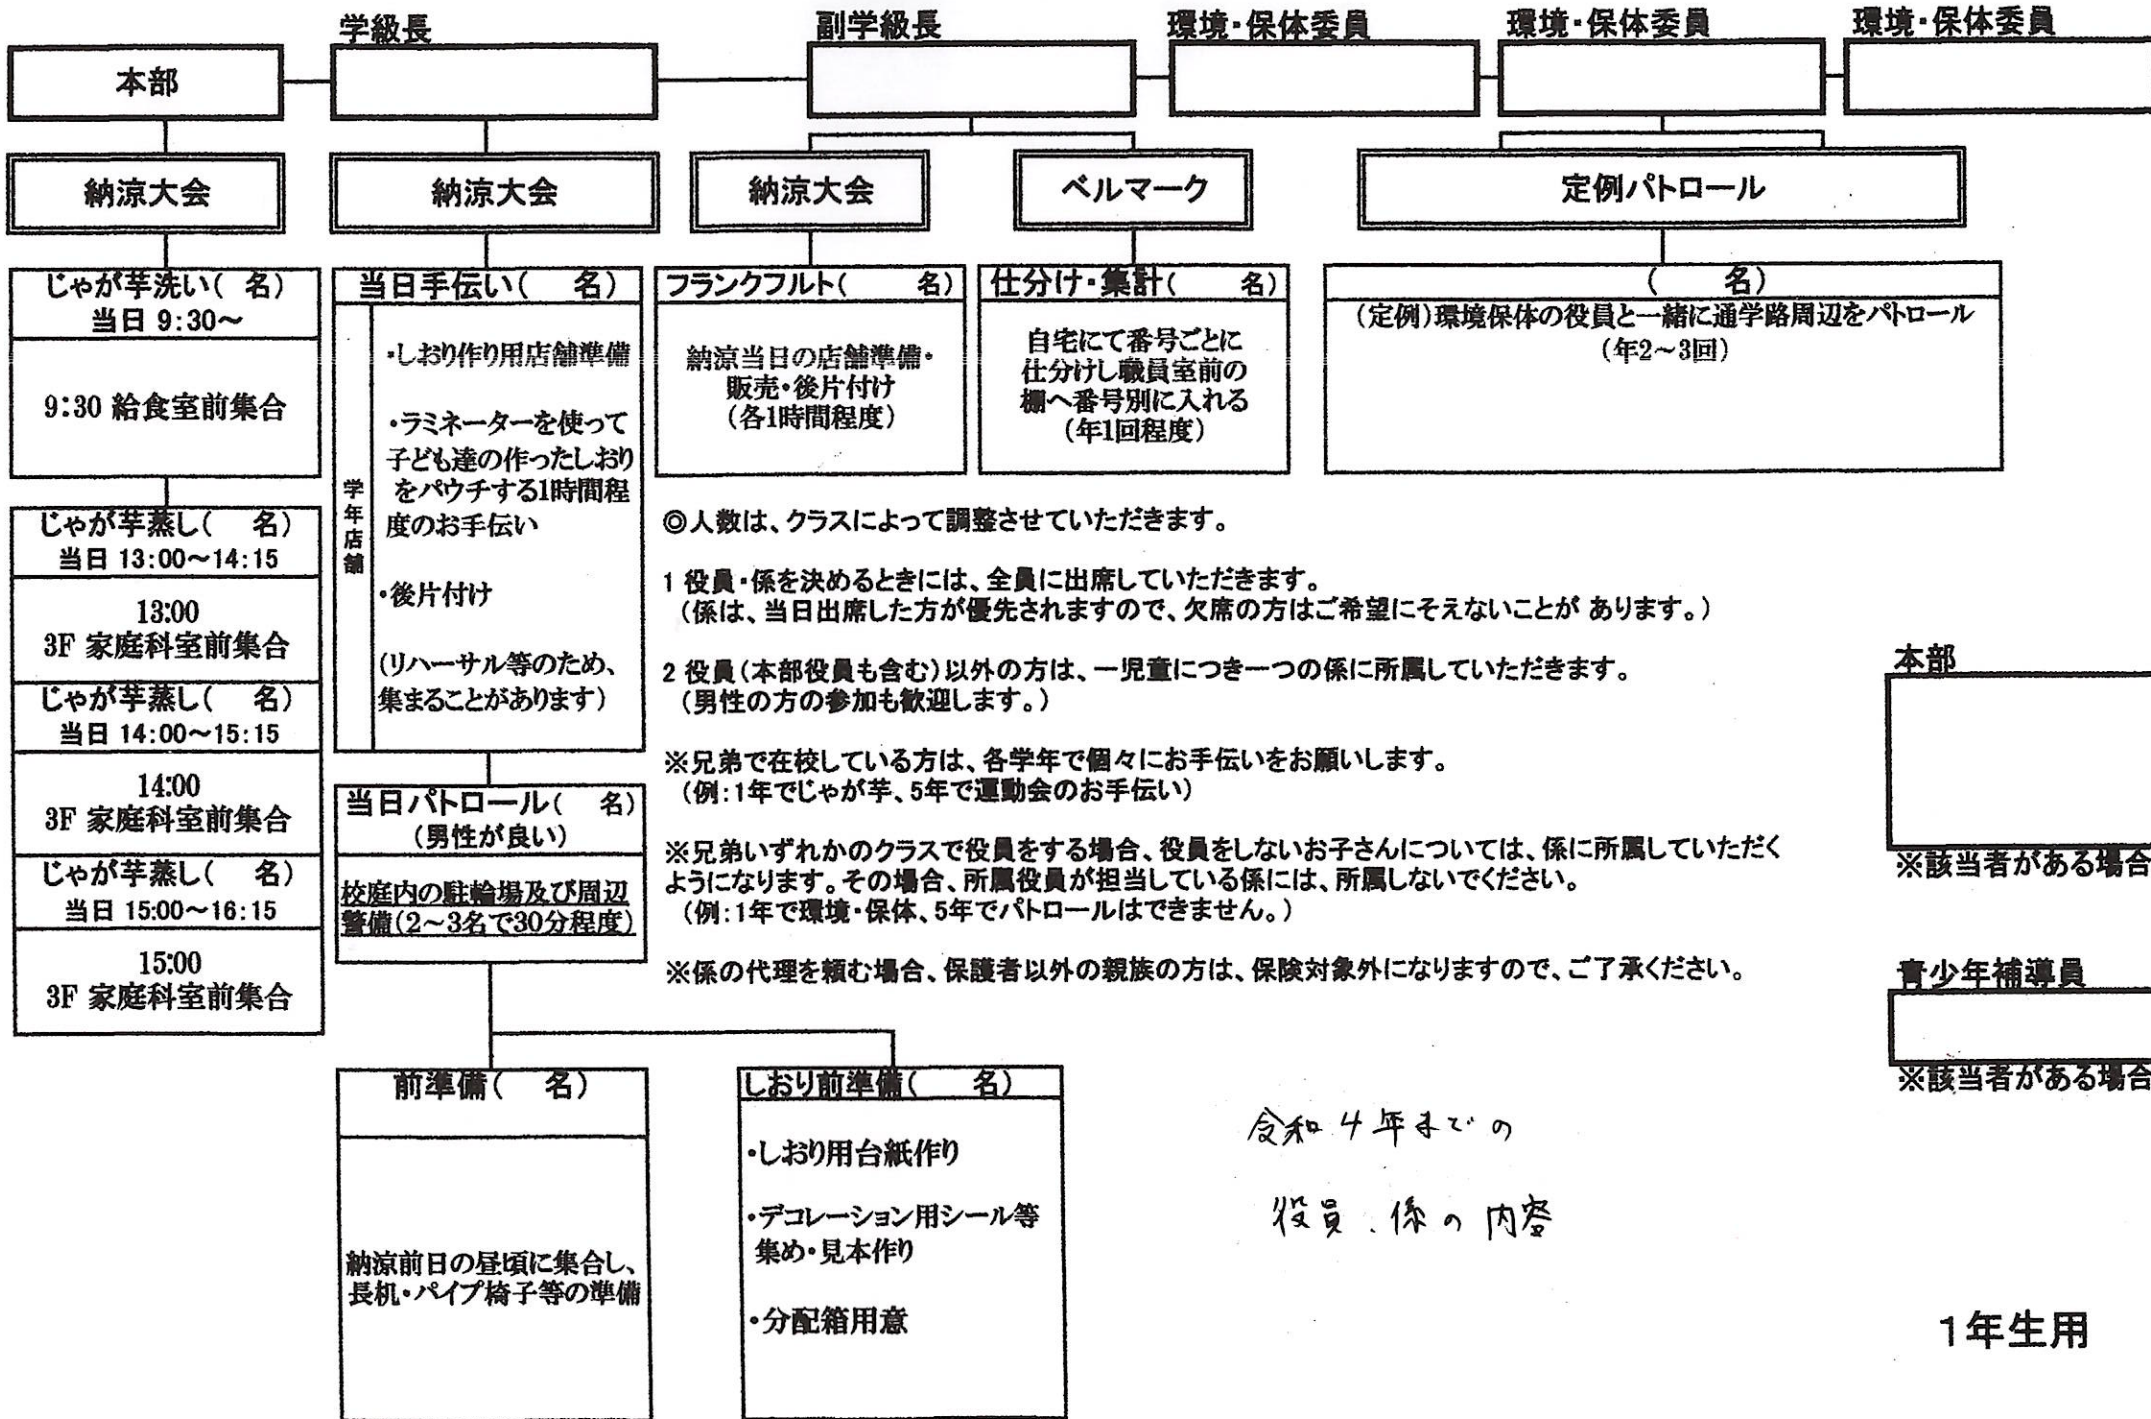 学級長
副学級長
環境・保体委員
環境・保体委員
環境・保体委員
本部
納涼大会
納涼大会
納涼大会
ベルマーク
定例パトロール
じゃが芋洗い( 名)
当日 9:30～
9:30 給食室前集合
じゃが芋蒸し( 名)
当日 13:00～14:15
13:00
3F 家庭科室前集合
じゃが芋蒸し( 名)
当日 14:00～15:15
14:00
3F 家庭科室前集合
じゃが芋蒸し( 名)
当日 15:00～16:15
15:00
3F 家庭科室前集合
当日手伝い( 名)
学年店舗
・しおり作り用店舗準備
・ラミネーターを使って
子ども達の作ったしおり
をパウチする1時間程
度のお手伝い
・後片付け
(リハーサル等のため、
集まることがあります)
当日パトロール( 名)
(男性が良い)
校庭内の駐輪場及び周辺
警備(2～3名で30分程度)
前準備( 名)
納涼前日の昼頃に集合し、
長机・パイプ椅子等の準備
しおり前準備( 名)
・しおり用台紙作り
・デコレーション用シール等
集め・見本作り
・分配箱用意
フランクフルト( 名)
納涼当日の店舗準備・
販売・後片付け
(各1時間程度)
仕分け・集計( 名)
自宅にて番号ごとに
仕分けし職員室前の
棚へ番号別に入れる
(年1回程度)
( 名)
(定例)環境保体の役員と一緒に通学路周辺をパトロール
(年2～3回)
◎人数は、クラスによって調整させていただきます。
1 役員・係を決めるときには、全員に出席していただきます。
(係は、当日出席した方が優先されますので、欠席の方はご希望にそえないことが あります。)
2 役員(本部役員も含む)以外の方は、一児童につき一つの係に所属していただきます。
(男性の方の参加も歓迎します。)
※兄弟で在校している方は、各学年で個々にお手伝いをお願いします。
(例:1年でじゃが芋、5年で運動会のお手伝い)
※兄弟いずれかのクラスで役員をする場合、役員をしないお子さんについては、係に所属していただく
ようになります。その場合、所属役員が担当している係には、所属しないでください。
(例:1年で環境・保体、5年でパトロールはできません。)
※係の代理を頼む場合、保護者以外の親族の方は、保険対象外になりますので、ご了承ください。
本部
※該当者がある場合
青少年補導員
※該当者がある場合
令和4年までの
役員、係の内容
1年生用